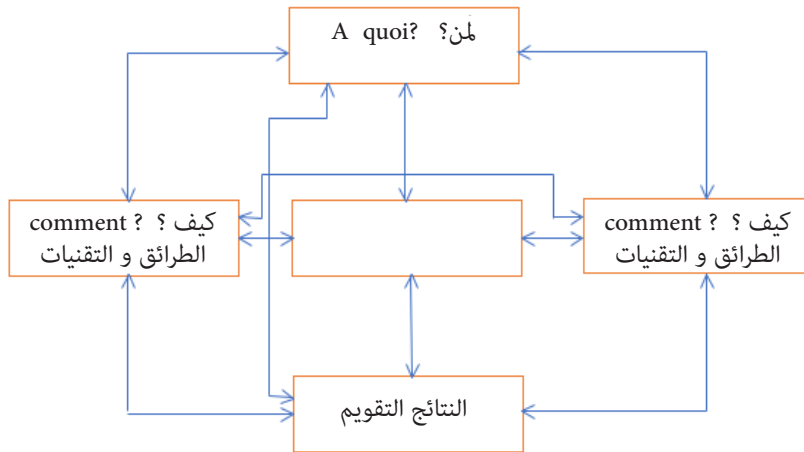 A quoi? لمن؟
comment ? كيف ؟
الطرائق و التقنيات
comment ? كيف ؟
الطرائق و التقنيات
النتائج التقويم